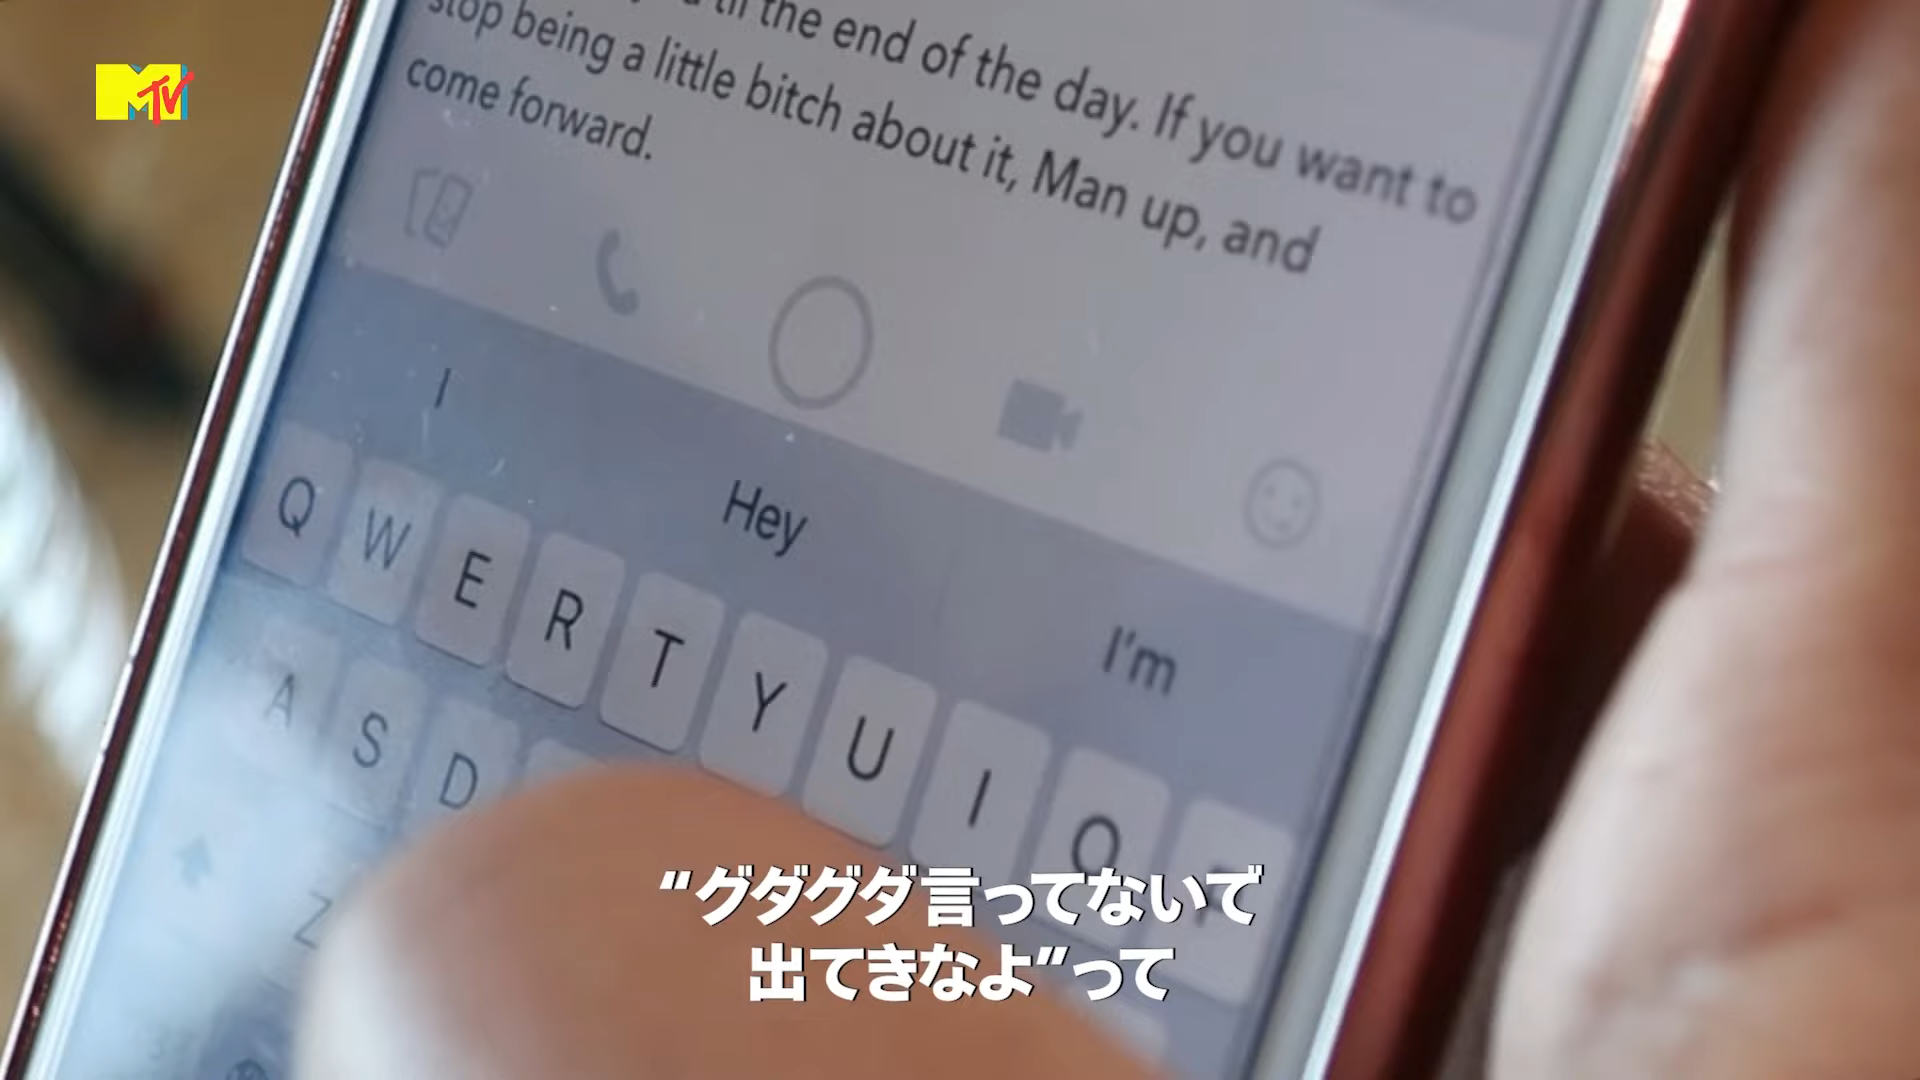 MTV
til the end of the day. If you want to
stop being a little bitch about it, Man up, and
come forward.
I
Hey
I'm
Q W E R T Y U I O
A S D
Z
“グダグダ言ってないで
出てきなよ”って